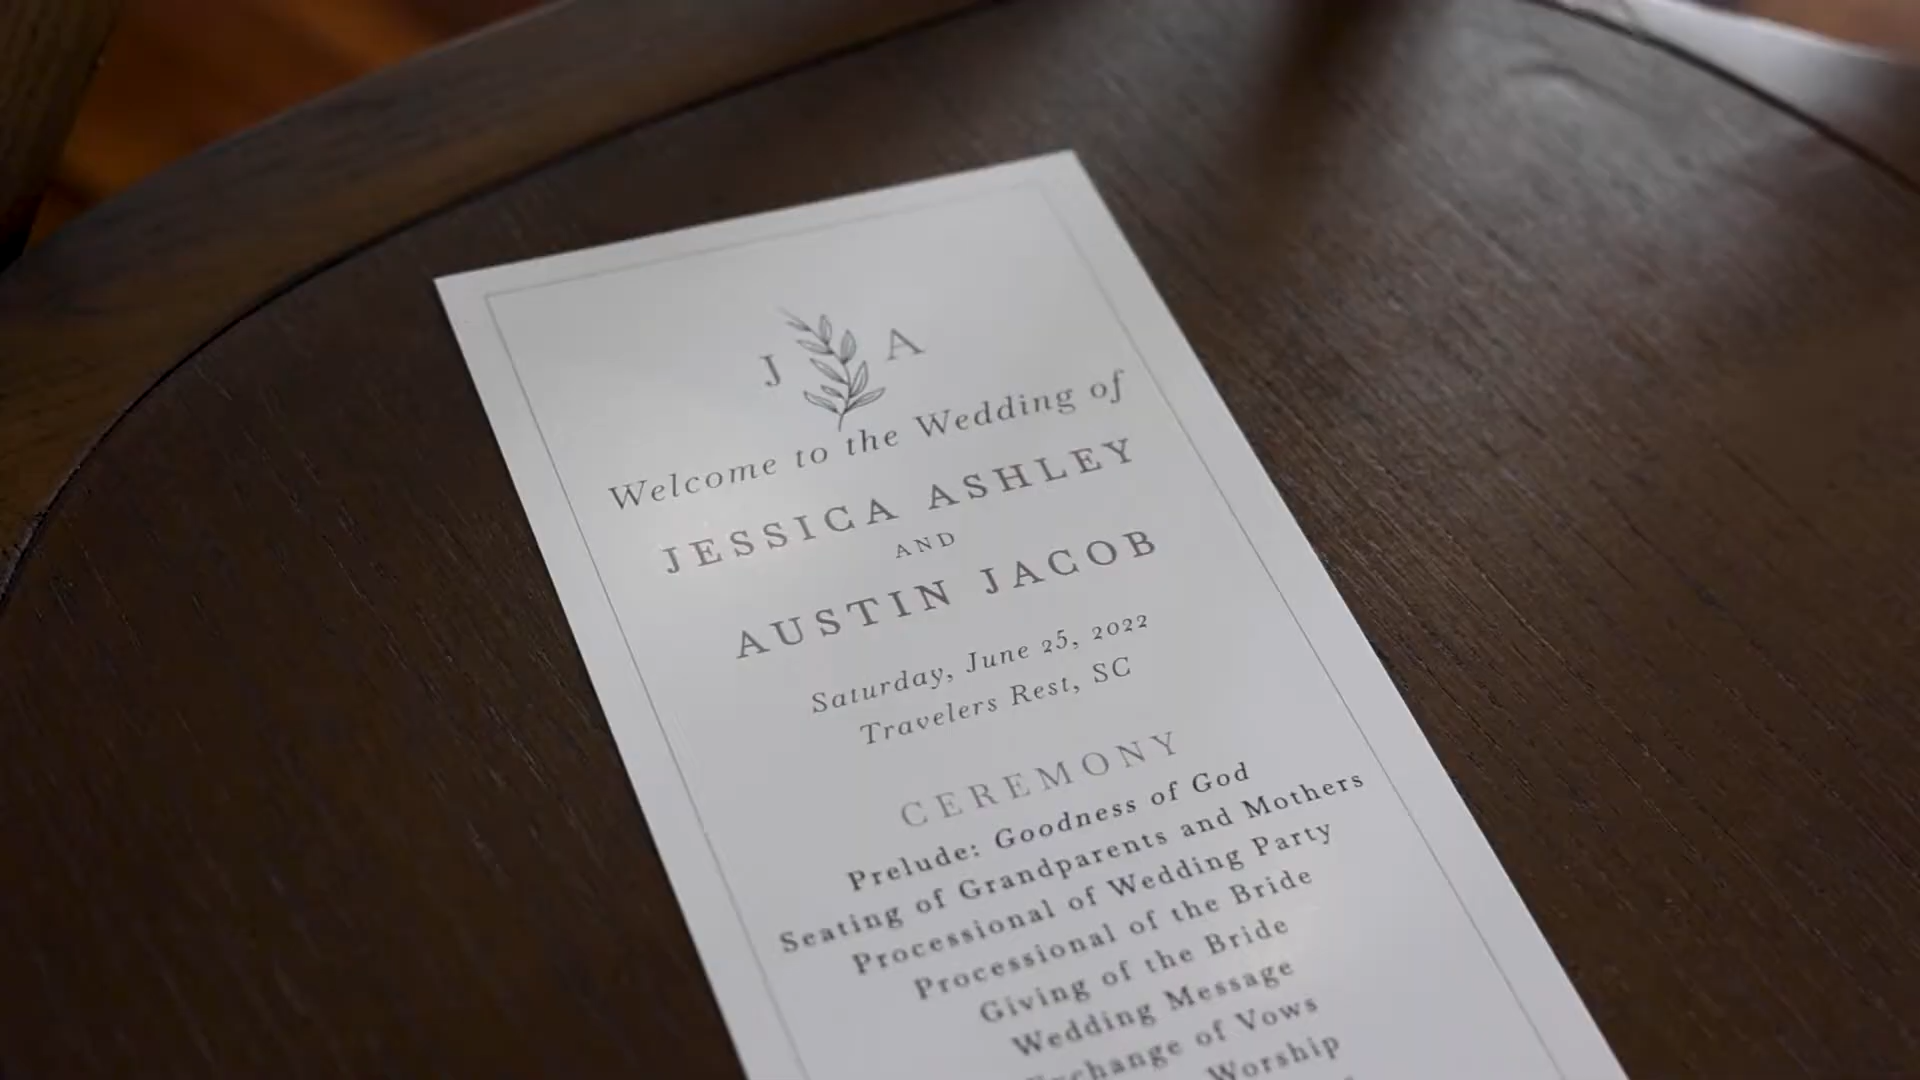 J A
Welcome to the Wedding of
JESSICA ASHLEY
AND
AUSTIN JACOB
Saturday, June 25, 2022
Travelers Rest, SC
CEREMONY
Prelude: Goodness of God
Seating of Grandparents and Mothers
Processional of Wedding Party
Processional of the Bride
Giving of the Bride
Wedding Message
Exchange of Vows
Worship